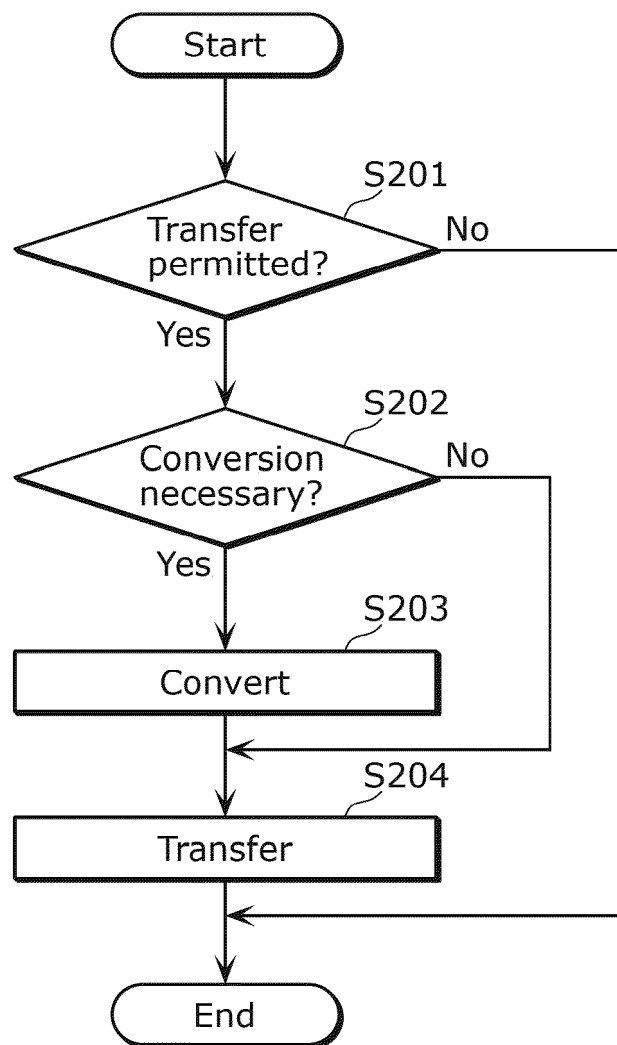 Start
S201
Transfer
permitted?
No
Yes
S202
Conversion
necessary?
No
Yes
S203
Convert
S204
Transfer
End